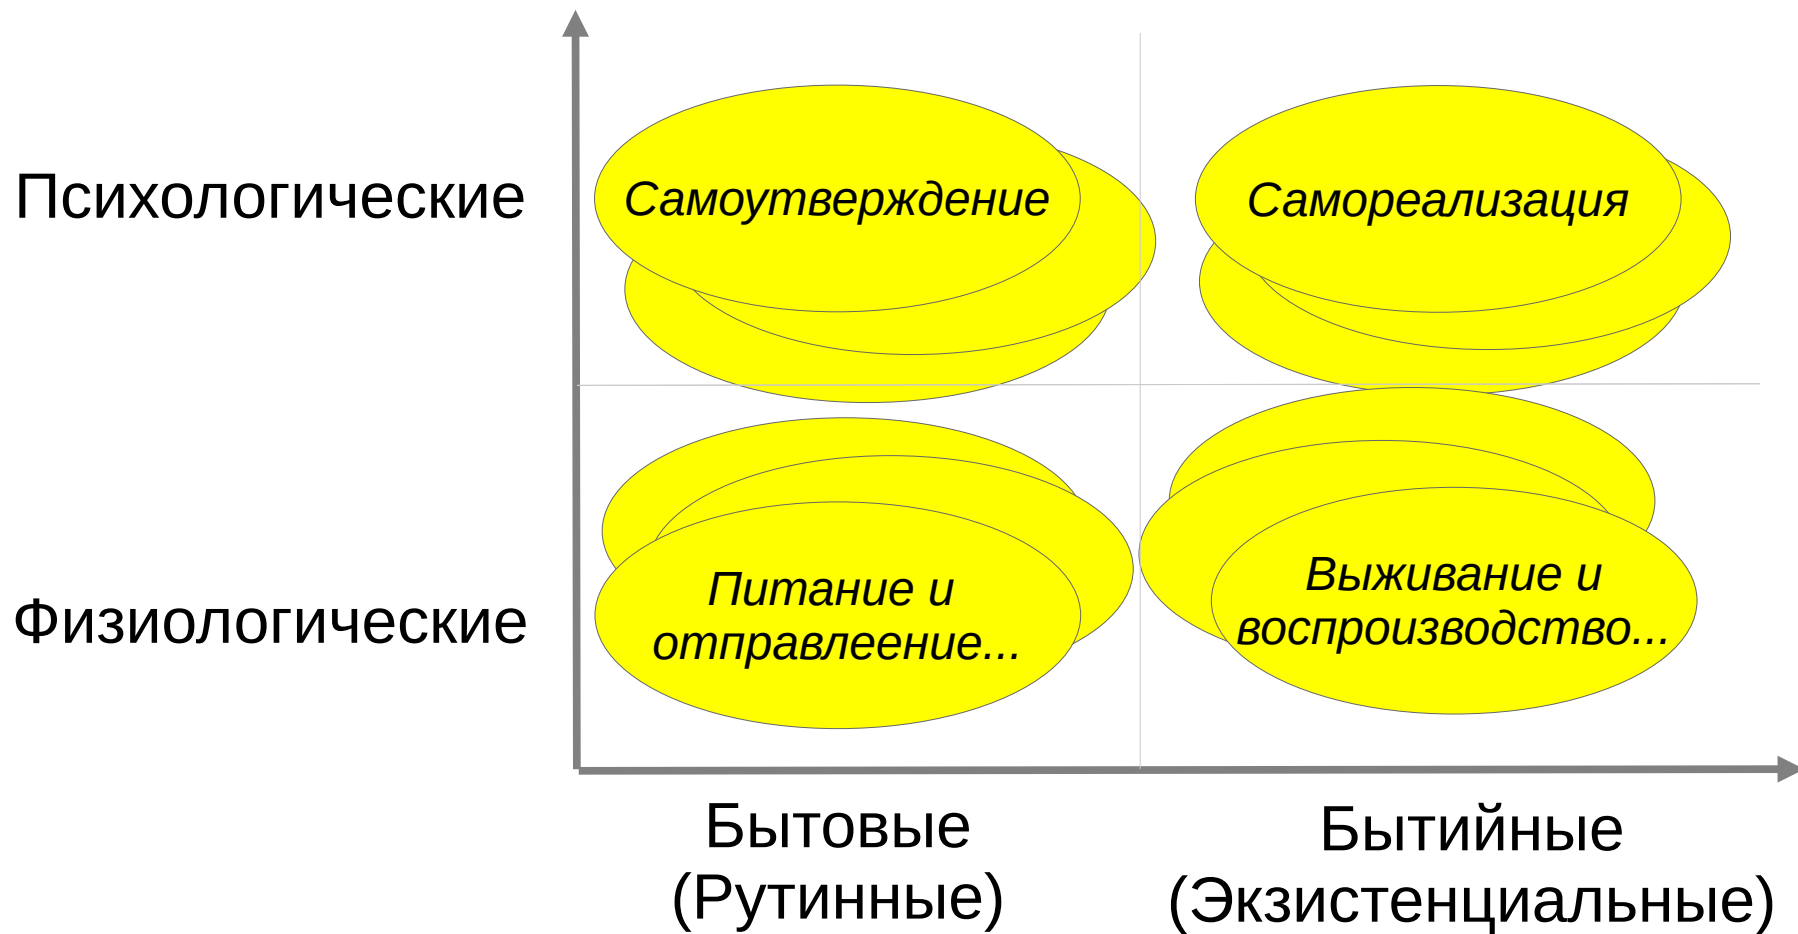 Психологические
Самоутверждение
Самореализация
Физиологические
Питание и
отправлеение...
Выживание и
воспроизводство...
Бытовые
(Рутинные)
Бытийные
(Экзистенциальные)